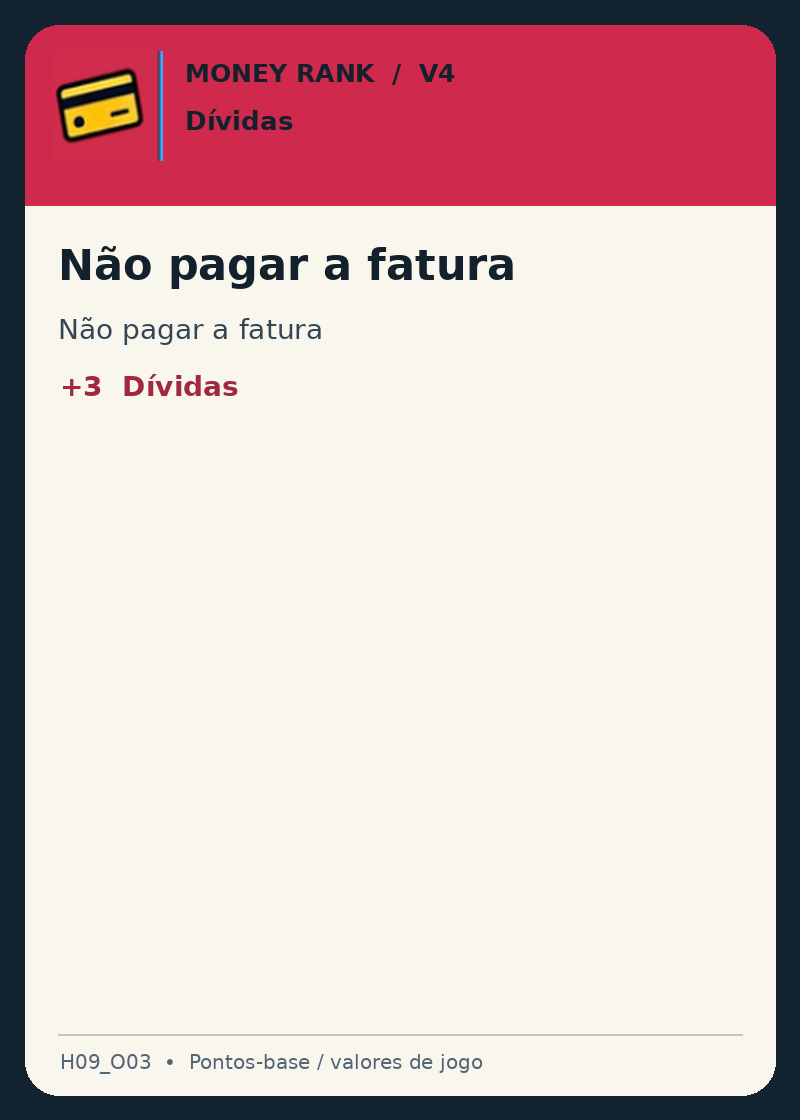 MONEY RANK / V4
Dívidas
Não pagar a fatura
Não pagar a fatura
+3 Dívidas
H09_O03 • Pontos-base / valores de jogo